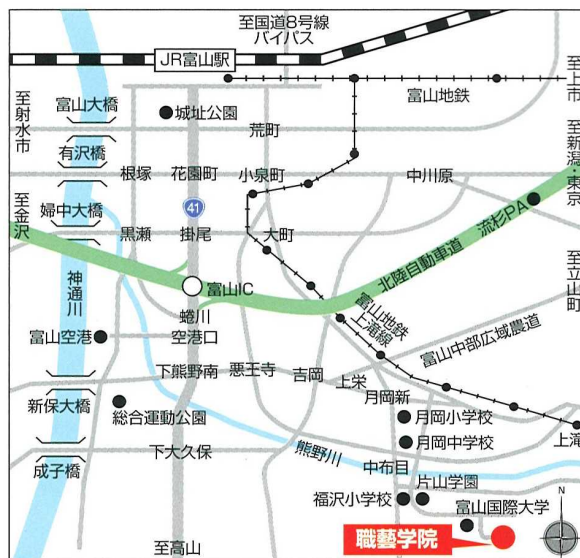 至国道8号線
バイパス
JR富山駅
至上市
富山地鉄
富山大橋
城址公園
荒町
至射水市
至新潟・東京
有沢橋
根塚
花園町
小泉町
中川原
婦中大橋
41
流杉PA
至金沢
黒瀬
掛尾
大町
北陸自動車道
至立山町
神通川
富山IC
蜷川
富山地鉄
上滝線
富山空港
空港口
富山中部広域農道
下熊野南
悪王寺
吉岡
上栄
月岡新
新保大橋
総合運動公園
月岡小学校
上滝
月岡中学校
下大久保
熊野川
中布目
成子橋
片山学園
福沢小学校
富山国際大学
N
職藝学院
至高山